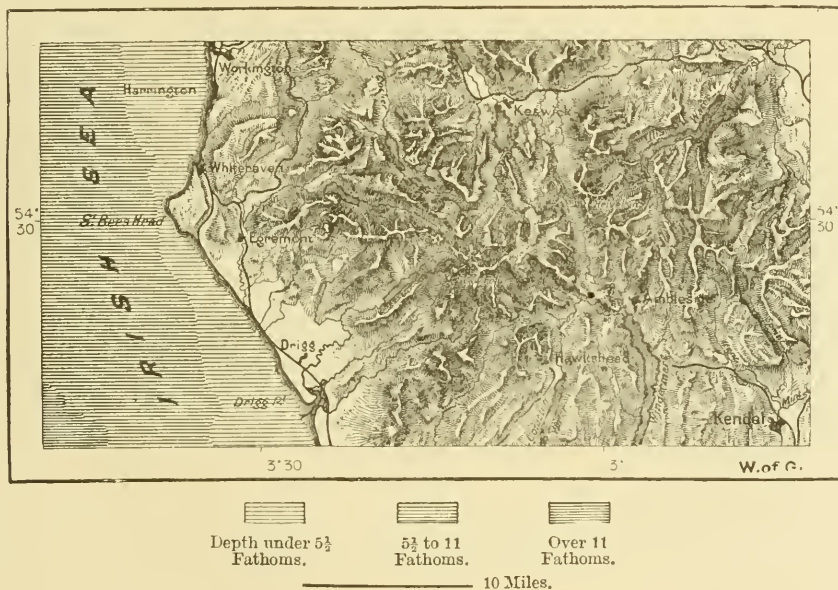 Workington
Harrington
Keswick
Whitehaven
IRISH SEA
54°
30
54°
30
St. Bees Head
Egremont
Ambleside
Drigg
Hawkshead
Drigg Pt.
Windermere
Kendal
3°30
3°
W. of G.
Depth under 5½
Fathoms.
5½ to 11
Fathoms.
Over 11
Fathoms.
10 Miles.